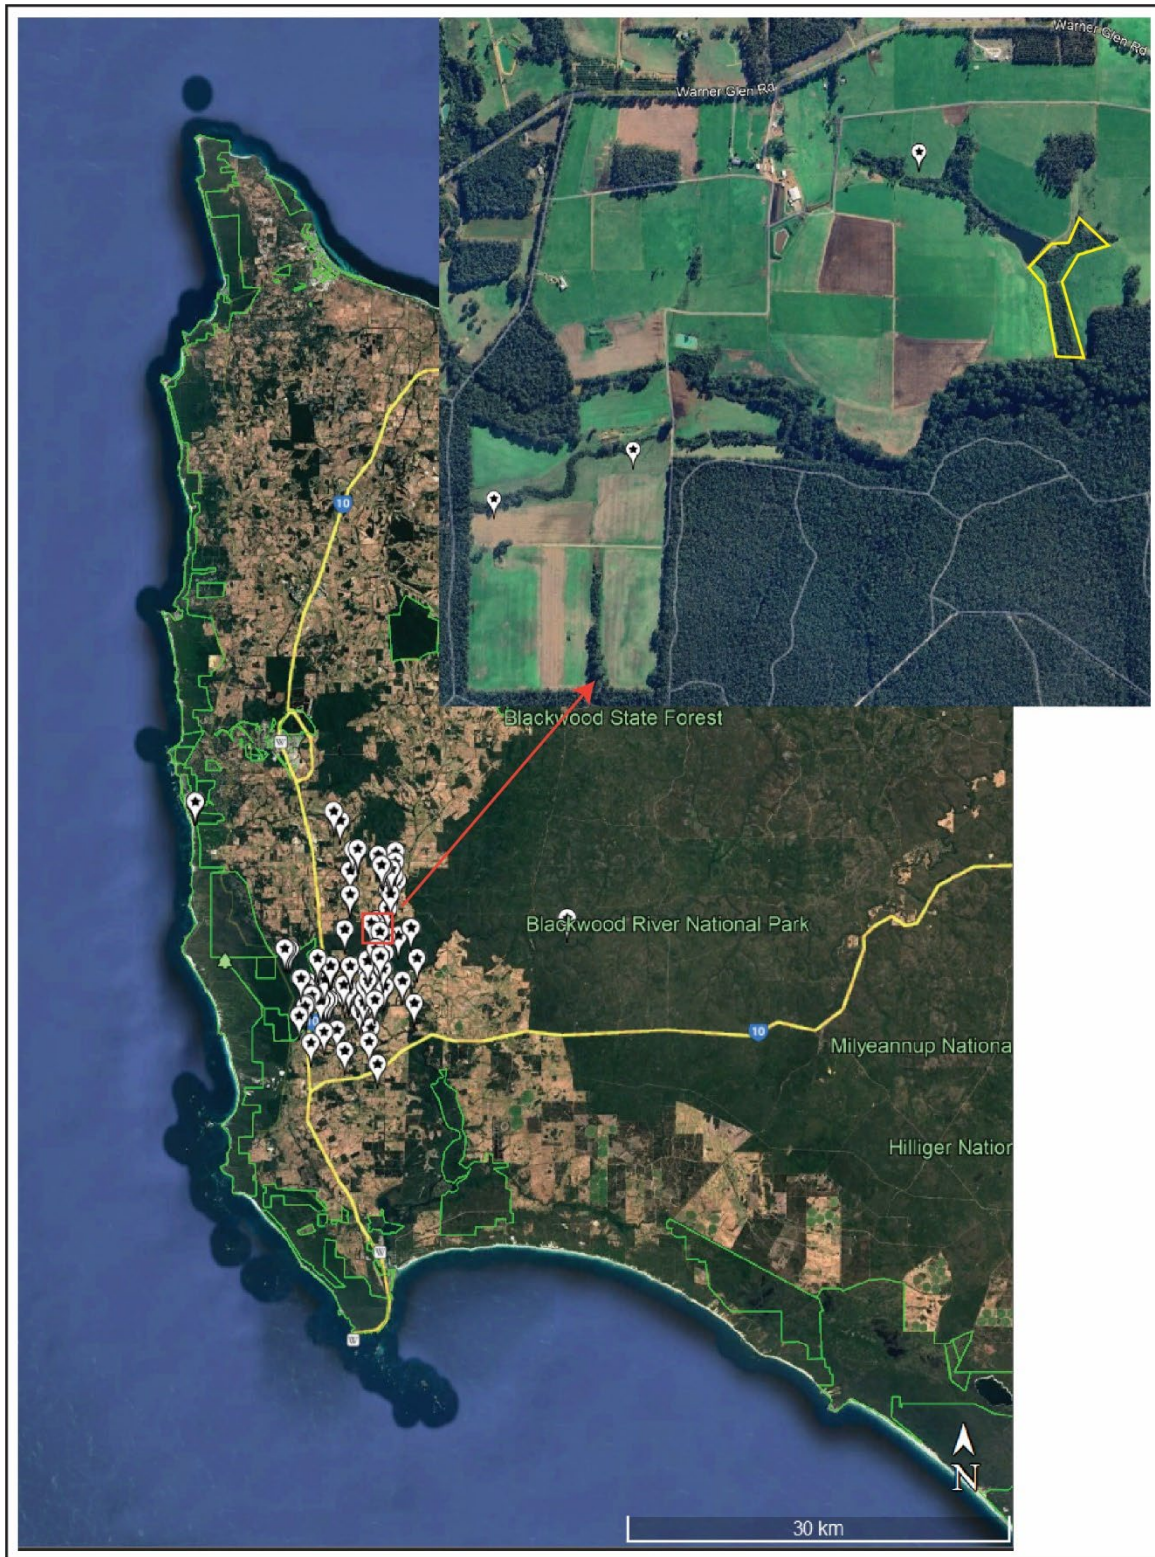 Warner Glen Rd
Warner Glen Rd
10
W
Blackwood State Forest
Blackwood River National Park
10
10
Milyeannup Nationa
Hilliger Nation
W
W
N
30 km